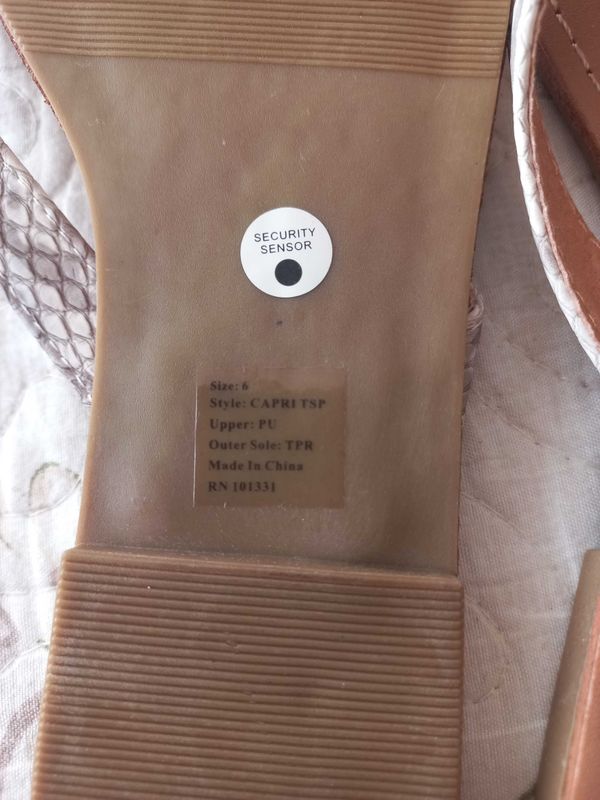 SECURITY
SENSOR
Size: 6
Style: CAPRI TSP
Upper: PU
Outer Sole: TPR
Made In China
RN 101331